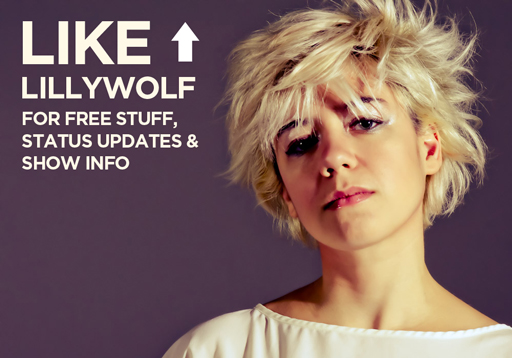 LIKE
LILLYWOLF
FOR FREE STUFF,
STATUS UPDATES &
SHOW INFO